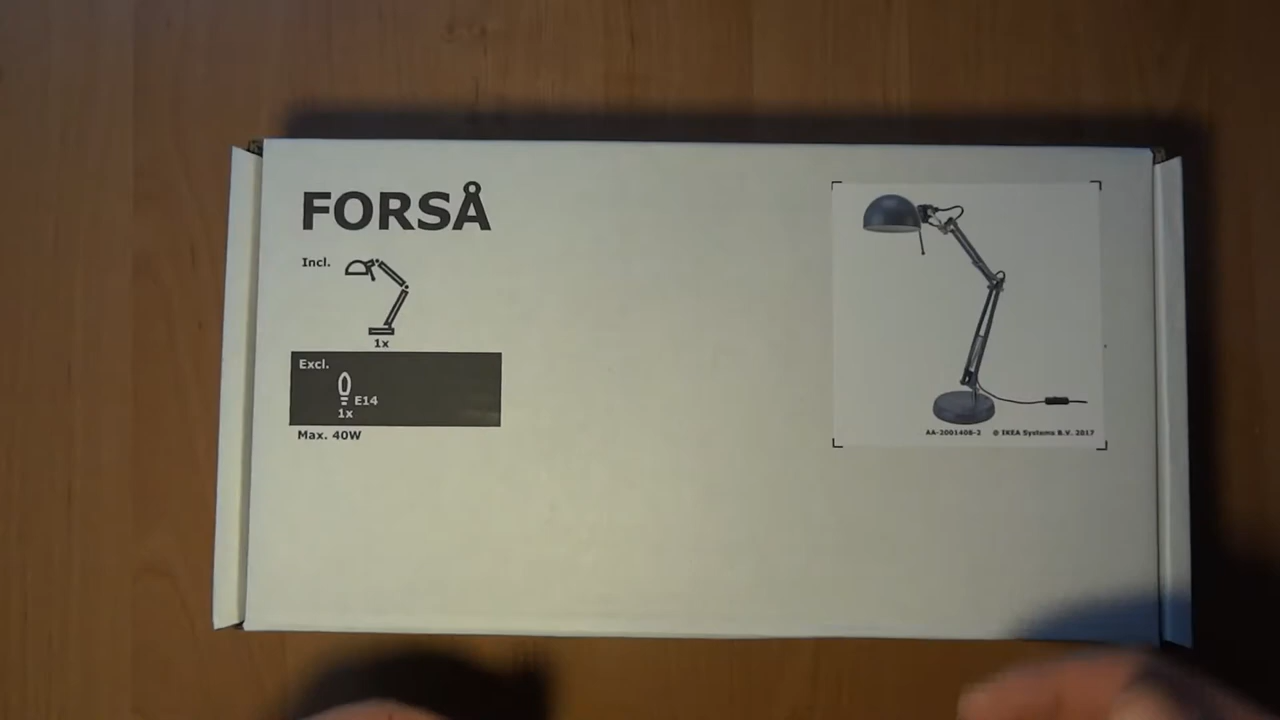 FORSÅ
Incl.
1x
Excl.
E14
1x
Max. 40W
AA-2001408-2 © IKEA Systems B.V. 2017